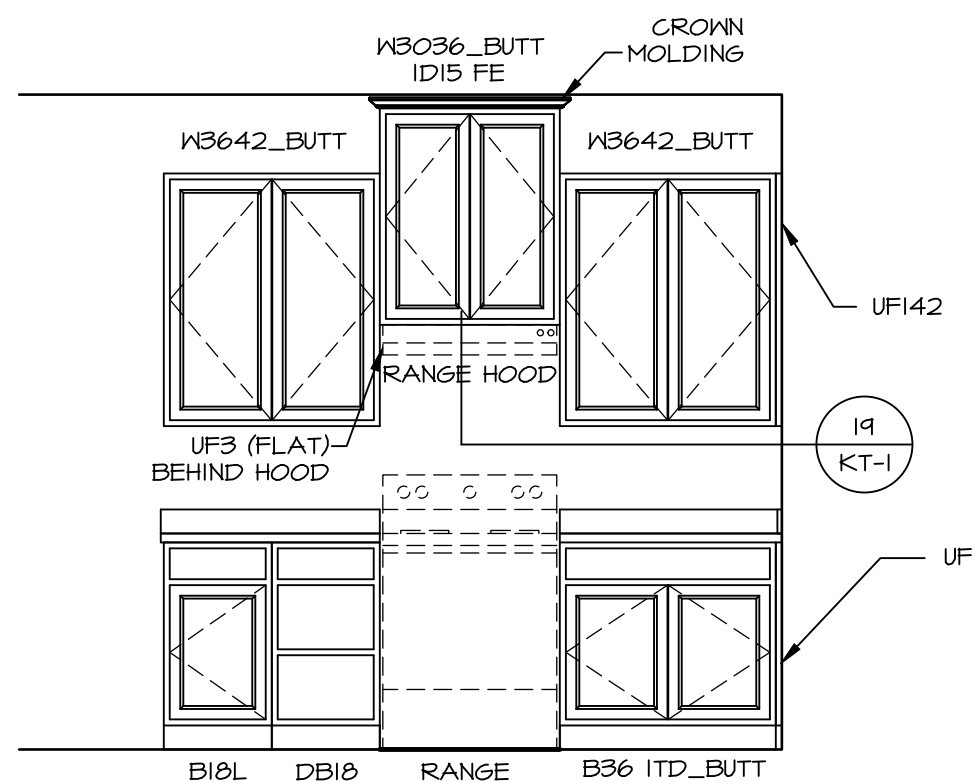 CROWN
MOLDING
W3036_BUTT
1D15 FE
W3642_BUTT
W3642_BUTT
UF142
RANGE HOOD
UF3 (FLAT)
BEHIND HOOD
19
KT-1
UF
B18L
DB18
RANGE
B36 1TD_BUTT